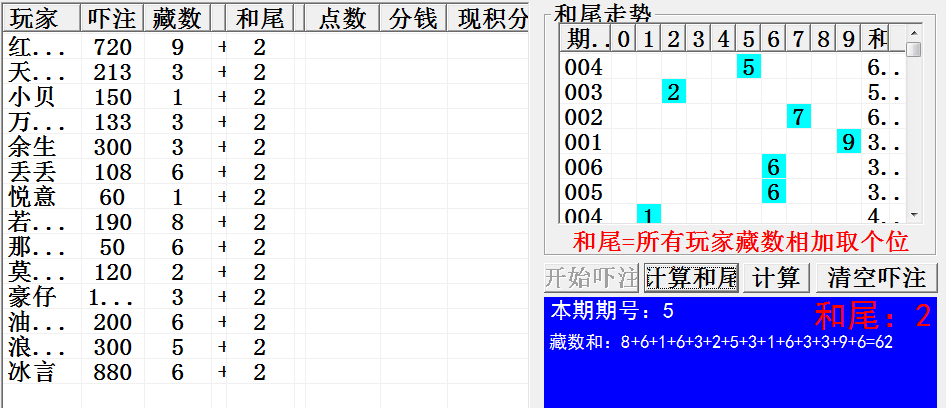 玩家 吓注 藏数 和尾 点数 分钱 现积分
红... 720 9 + 2
天... 213 3 + 2
小贝 150 1 + 2
万... 133 3 + 2
余生 300 3 + 2
丢丢 108 6 + 2
悦意 60 1 + 2
若... 190 8 + 2
那... 50 6 + 2
莫... 120 2 + 2
豪仔 1... 3 + 2
油... 200 6 + 2
浪... 300 5 + 2
冰言 880 6 + 2
和尾走势
期.. 0 1 2 3 4 5 6 7 8 9 和
004 5 6..
003 2 5..
002 7 6..
001 9 3..
006 6 3..
005 6 3..
004 1 4..
和尾=所有玩家藏数相加取个位
开始吓注 计算和尾 计算 清空吓注
本期期号：5 和尾：2
藏数和：8+6+1+6+3+2+5+3+1+6+3+3+9+6=62